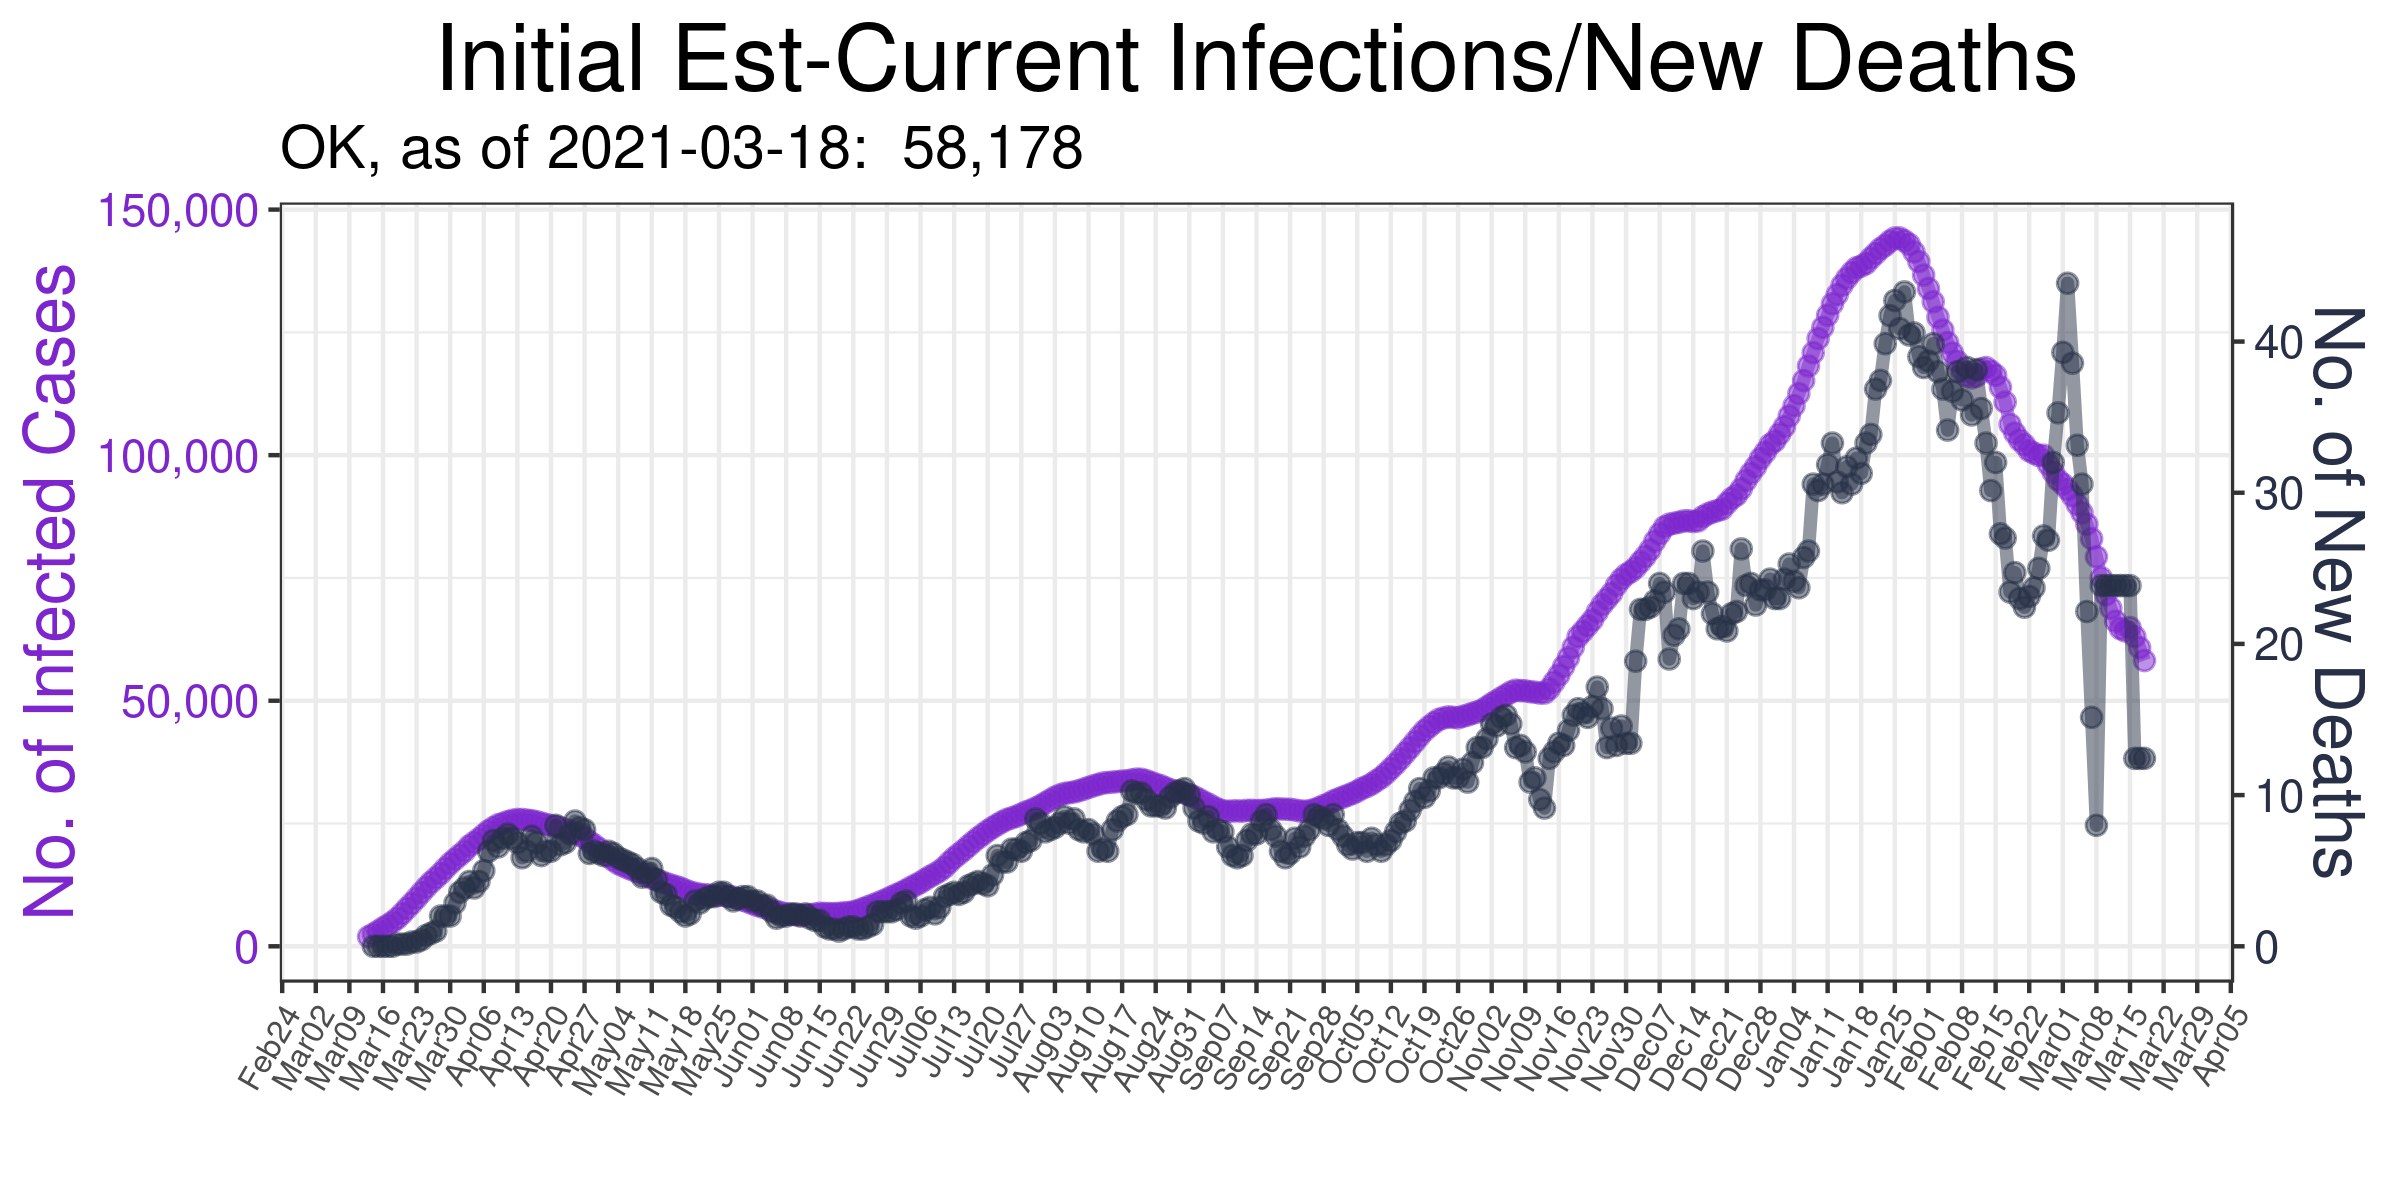 Initial Est-Current Infections/New Deaths
OK, as of 2021-03-18:  58,178
No. of Infected Cases
150,000
100,000
50,000
0
No. of New Deaths
40
30
20
10
0
Feb24
Mar02
Mar09
Mar16
Mar23
Mar30
Apr06
Apr13
Apr20
Apr27
May04
May11
May18
May25
Jun01
Jun08
Jun15
Jun22
Jun29
Jul06
Jul13
Jul20
Jul27
Aug03
Aug10
Aug17
Aug24
Aug31
Sep07
Sep14
Sep21
Sep28
Oct05
Oct12
Oct19
Oct26
Nov02
Nov09
Nov16
Nov23
Nov30
Dec07
Dec14
Dec21
Dec28
Dec04
Jan11
Jan18
Jan25
Feb01
Feb08
Feb15
Feb22
Mar01
Mar08
Mar15
Mar22
Mar29
Apr05